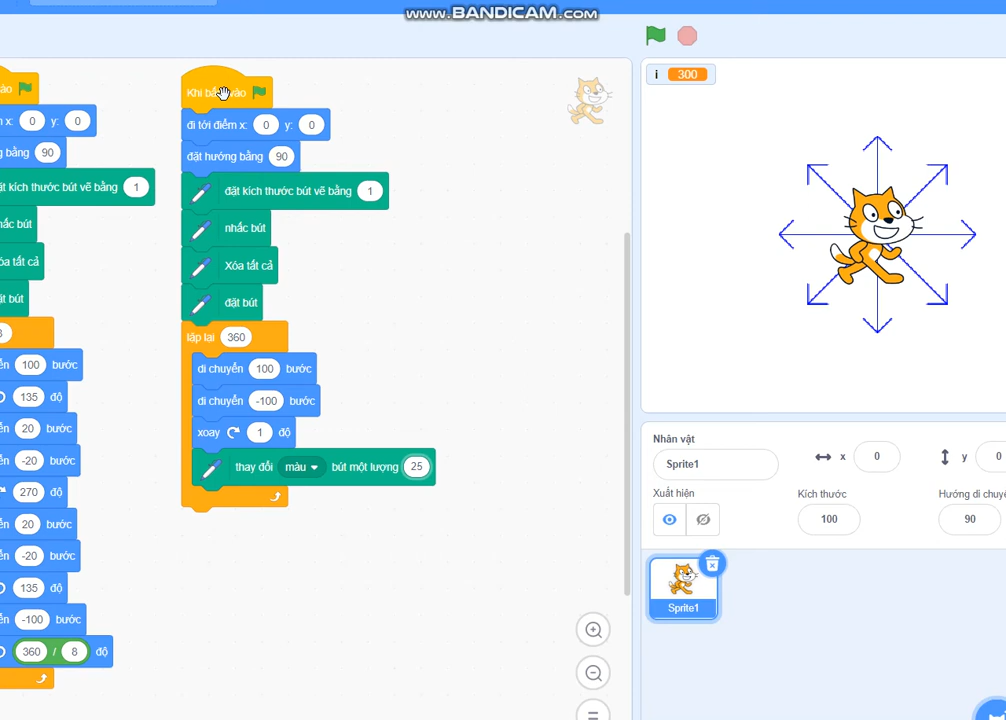 www.BANDICAM.com
ào
x: 0 y: 0
g bằng 90
ặt kích thước bút vẽ bằng 1
nhấc bút
óa tất cả
ặt bút
ển 100 bước
135 độ
ển 20 bước
ển -20 bước
270 độ
ển 20 bước
ển -20 bước
135 độ
ển -100 bước
360 / 8 độ
Khi bấ vào
đi tới điểm x: 0 y: 0
đặt hướng bằng 90
đặt kích thước bút vẽ bằng 1
nhấc bút
Xóa tất cả
đặt bút
lặp lại 360
di chuyển 100 bước
di chuyển -100 bước
xoay 1 độ
thay đổi màu bút một lượng 25
i 300
Nhân vật
Sprite1 x 0 y 0
Xuất hiện Kích thước Hướng di chuyể
100 90
Sprite1